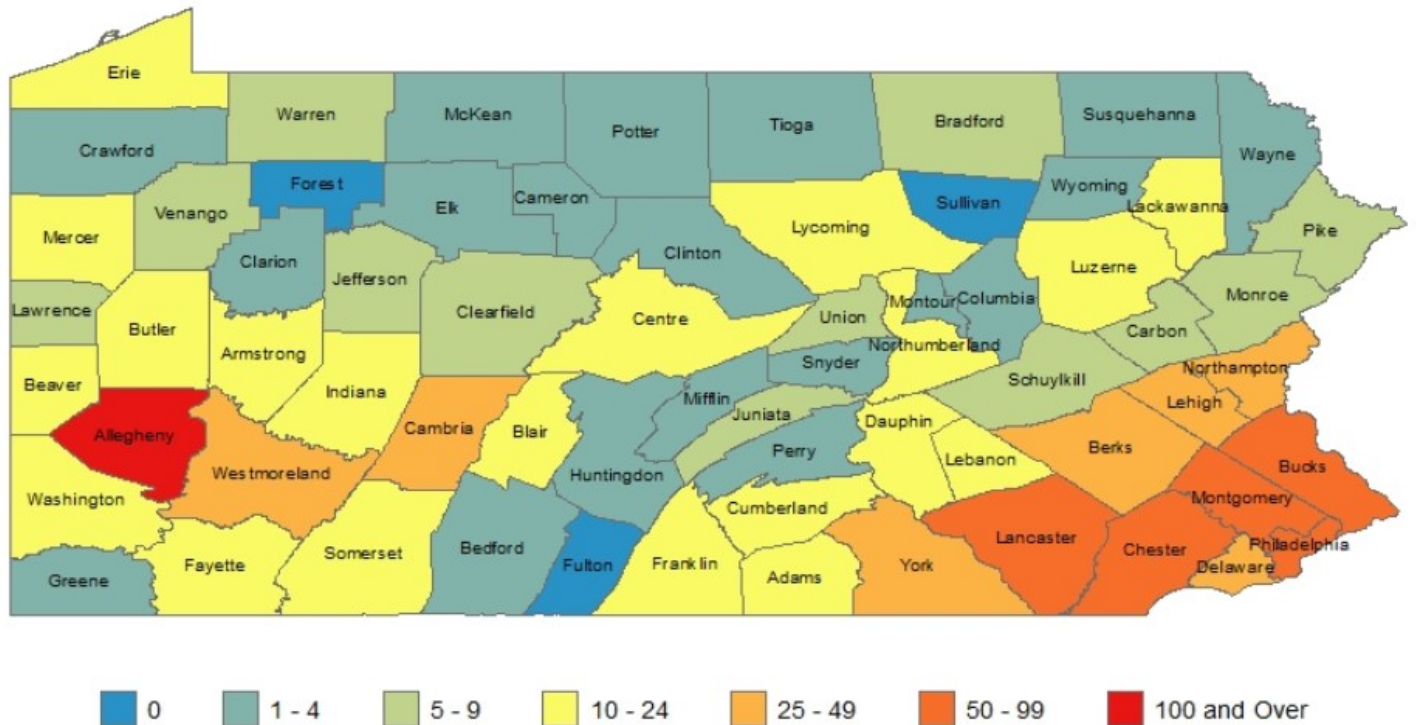 Erie
Warren
McKean
Potter
Tioga
Bradford
Susquehanna
Wayne
Crawford
Forest
Elk
Cameron
Sullivan
Wyoming
Lackawanna
Pike
Mercer
Venango
Clarion
Jefferson
Clinton
Lycoming
Luzerne
Monroe
Lawrence
Butler
Armstrong
Clearfield
Centre
Union
Montour
Columbia
Carbon
Beaver
Indiana
Snyder
Northumberland
Schuylkill
Northampton
Allegheny
Westmoreland
Cambria
Blair
Mifflin
Juniata
Perry
Dauphin
Lebanon
Berks
Lehigh
Bucks
Washington
Huntingdon
Cumberland
Montgomery
Greene
Fayette
Somerset
Bedford
Fulton
Franklin
Adams
York
Lancaster
Chester
Delaware
Philadelphia
0
1 - 4
5 - 9
10 - 24
25 - 49
50 - 99
100 and Over